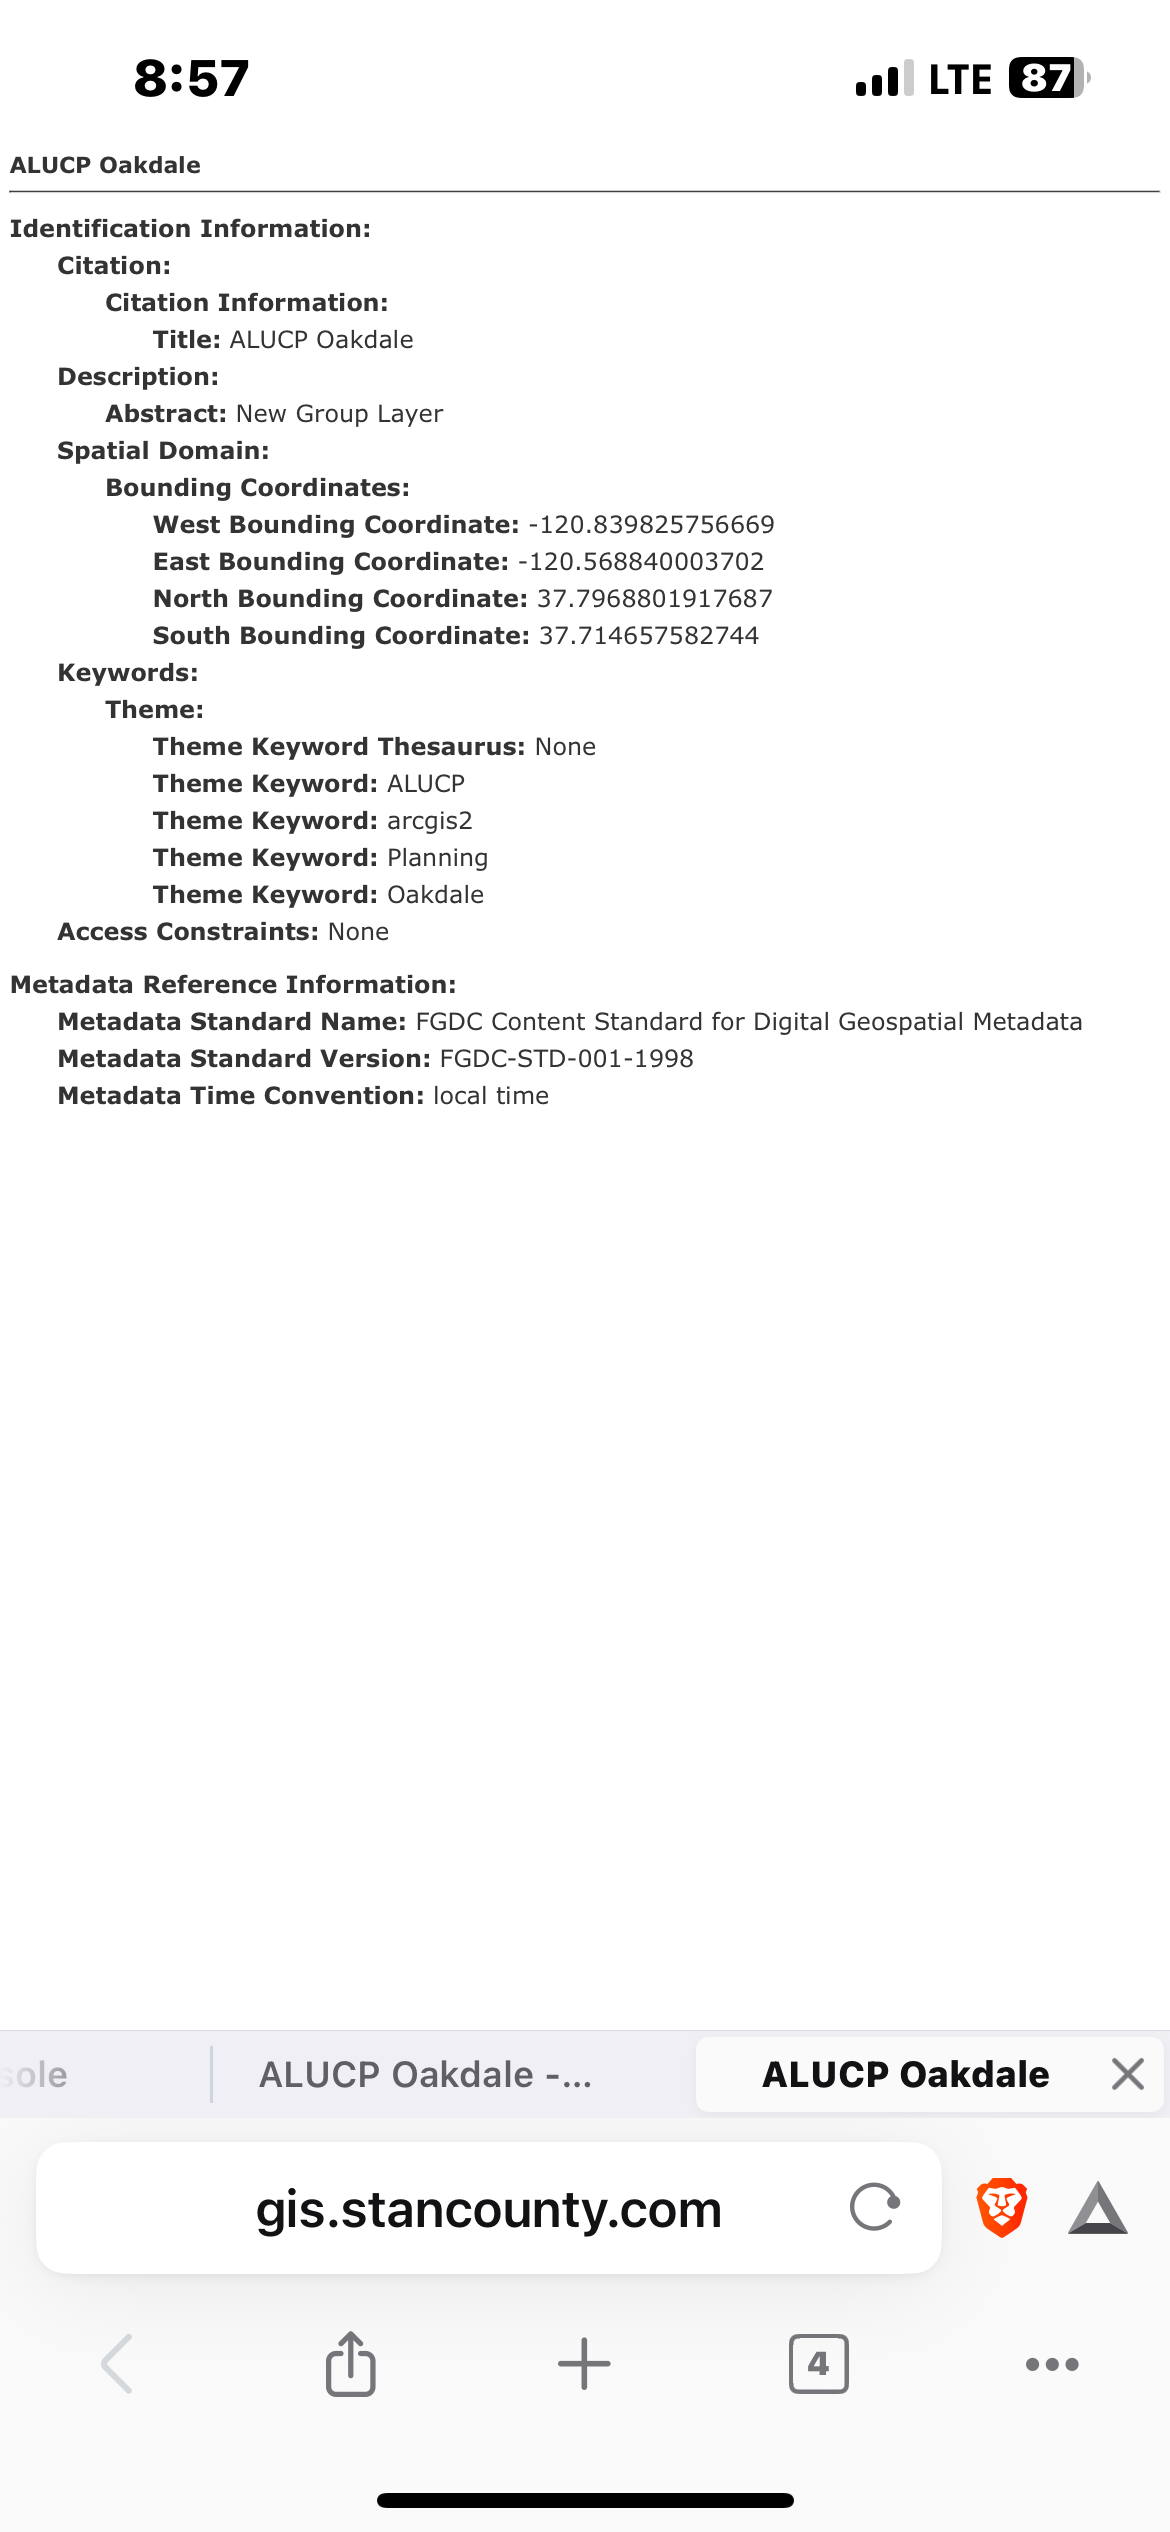 8:57
LTE
87
ALUCP Oakdale
Identification Information:
Citation:
Citation Information:
Title: ALUCP Oakdale
Description:
Abstract: New Group Layer
Spatial Domain:
Bounding Coordinates:
West Bounding Coordinate: -120.839825756669
East Bounding Coordinate: -120.568840003702
North Bounding Coordinate: 37.7968801917687
South Bounding Coordinate: 37.714657582744
Keywords:
Theme:
Theme Keyword Thesaurus: None
Theme Keyword: ALUCP
Theme Keyword: arcgis2
Theme Keyword: Planning
Theme Keyword: Oakdale
Access Constraints: None
Metadata Reference Information:
Metadata Standard Name: FGDC Content Standard for Digital Geospatial Metadata
Metadata Standard Version: FGDC-STD-001-1998
Metadata Time Convention: local time
sole
ALUCP Oakdale -...
ALUCP Oakdale
gis.stancounty.com
4